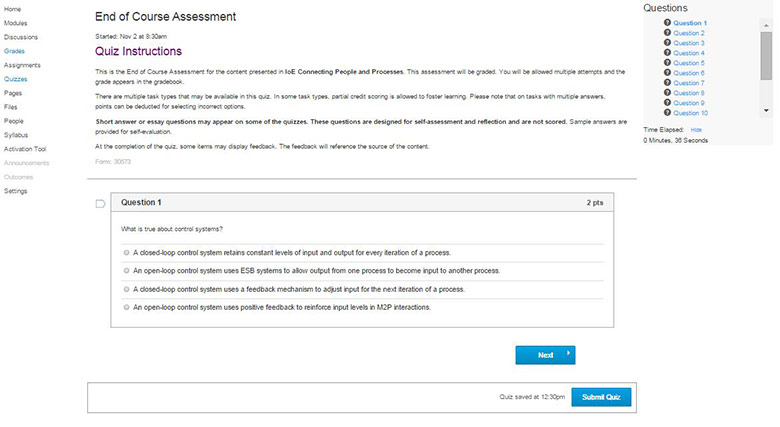 Home
Modules
Discussions
Grades
Assignments
Quizzes
Pages
Files
People
Syllabus
Activation Tool
Announcements
Outcomes
Settings
End of Course Assessment
Started: Nov 2 at 8:30am
Quiz Instructions
This is the End of Course Assessment for the content presented in IoE Connecting People and Processes. This assessment will be graded. You will be allowed multiple attempts and the
grade appears in the gradebook.
There are multiple task types that may be available in this quiz. In some task types, partial credit scoring is allowed to foster learning. Please note that on tasks with multiple answers,
points can be deducted for selecting incorrect options.
Short answer or essay questions may appear on some of the quizzes. These questions are designed for self-assessment and reflection and are not scored. Sample answers are
provided for self-evaluation.
At the completion of the quiz, some items may display feedback. The feedback will reference the source of the content.
Form: 30573
Question 1
2 pts
What is true about control systems?
A closed-loop control system retains constant levels of input and output for every iteration of a process.
An open-loop control system uses ESB systems to allow output from one process to become input to another process.
A closed-loop control system uses a feedback mechanism to adjust input for the next iteration of a process.
An open-loop control system uses positive feedback to reinforce input levels in M2P interactions.
Next
Quiz saved at 12:30pm
Submit Quiz
Questions
Question 1
Question 2
Question 3
Question 4
Question 5
Question 6
Question 7
Question 8
Question 9
Question 10
Time Elapsed: Hide
0 Minutes, 36 Seconds